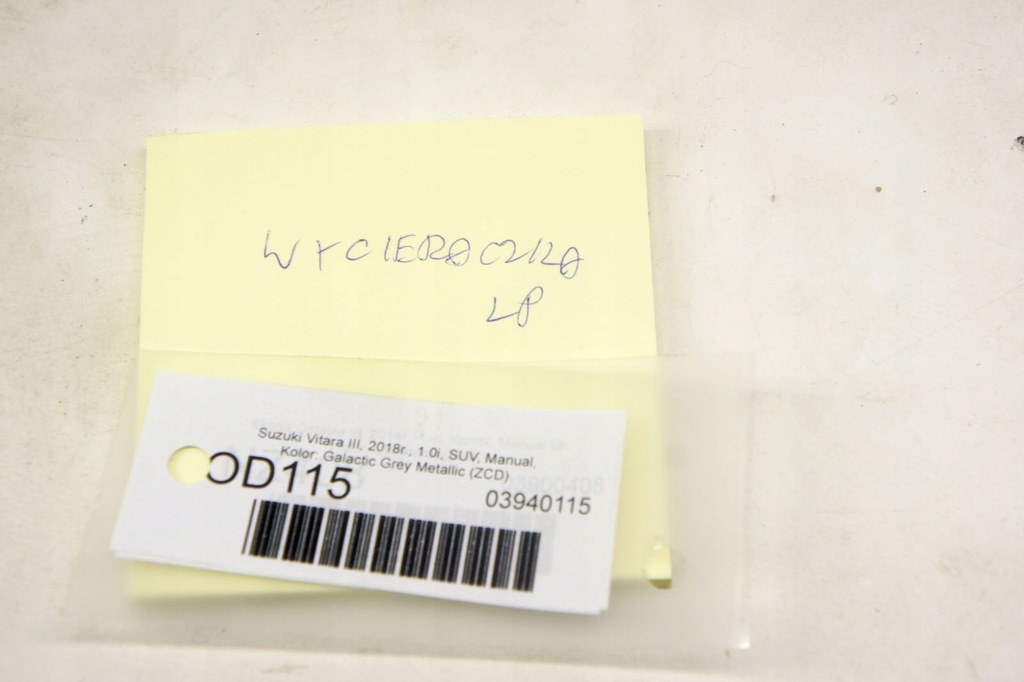 WYCIERACZKA
LP
Suzuki Vitara III, 2018r., 1.0i, SUV, Manual,
Kolor: Galactic Grey Metallic (ZCD)
OD115
03940115